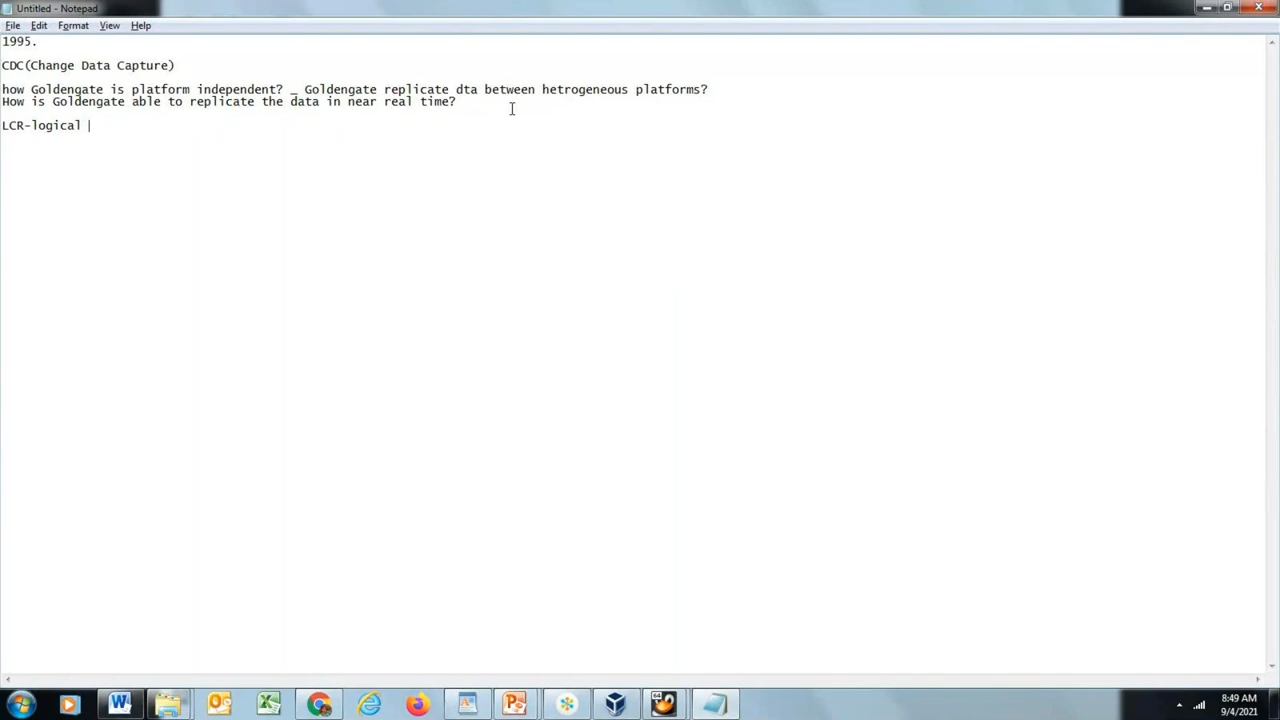 Untitled - Notepad
File Edit Format View Help
1995.
CDC(Change Data Capture)
how Goldengate is platform independent? _ Goldengate replicate dta between hetrogeneous platforms?
How is Goldengate able to replicate the data in near real time?
LCR-logical
8:49 AM
9/4/2021